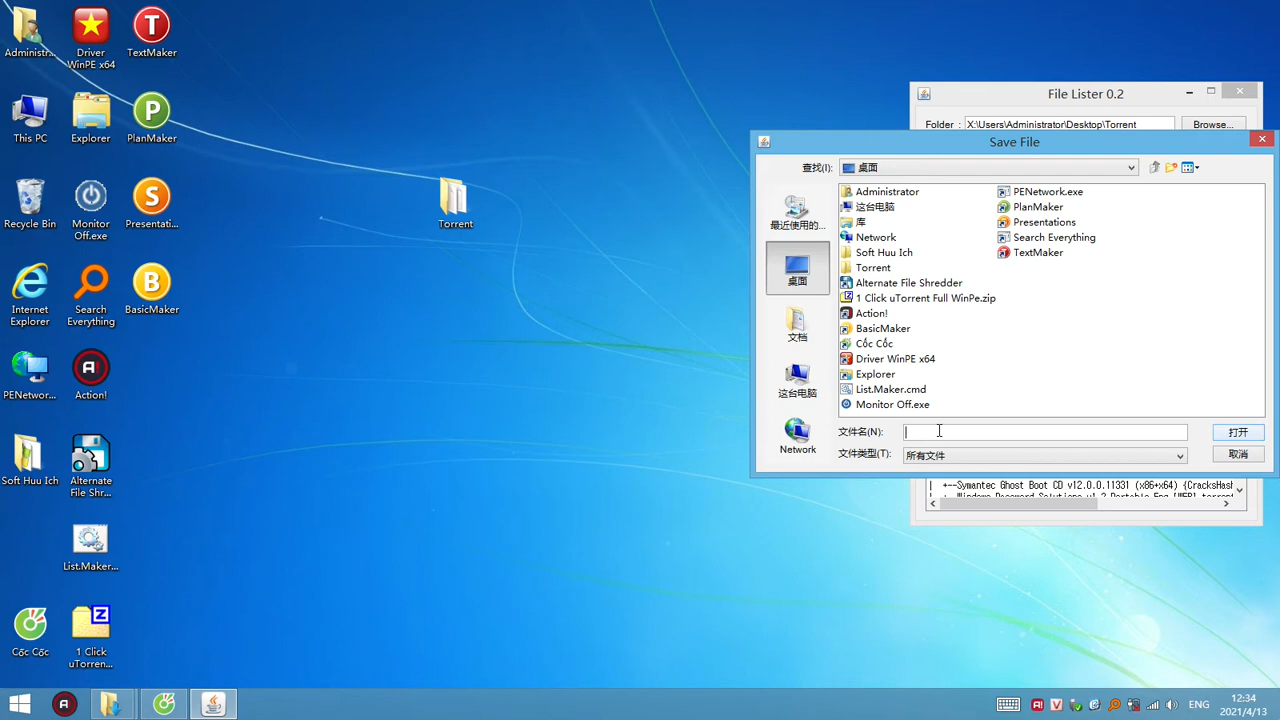 Administr...
Driver
WinPE x64
TextMaker
This PC
Explorer
PlanMaker
Recycle Bin
Monitor
Off.exe
Presentati...
Internet
Explorer
Search
Everything
BasicMaker
PENetwor...
Action!
Soft Huu Ich
Alternate
File Shr...
List.Maker...
Cốc Cốc
1 Click
uTorren...
Torrent
File Lister 0.2
Folder :
X:\Users\Administrator\Desktop\Torrent
Browse...
Save File
查找(I):
桌面
最近使用的...
桌面
文档
这台电脑
Network
Administrator
这台电脑
库
Network
Soft Huu Ich
Torrent
Alternate File Shredder
1 Click uTorrent Full WinPe.zip
Action!
BasicMaker
Cốc Cốc
Driver WinPE x64
Explorer
List.Maker.cmd
Monitor Off.exe
PENetwork.exe
PlanMaker
Presentations
Search Everything
TextMaker
文件名(N):
打开
文件类型(T):
所有文件
取消
| +--Symantec Ghost Boot CD v12.0.0.11331 (x86+x64) {CracksHash
ENG
12:34
2021/4/13